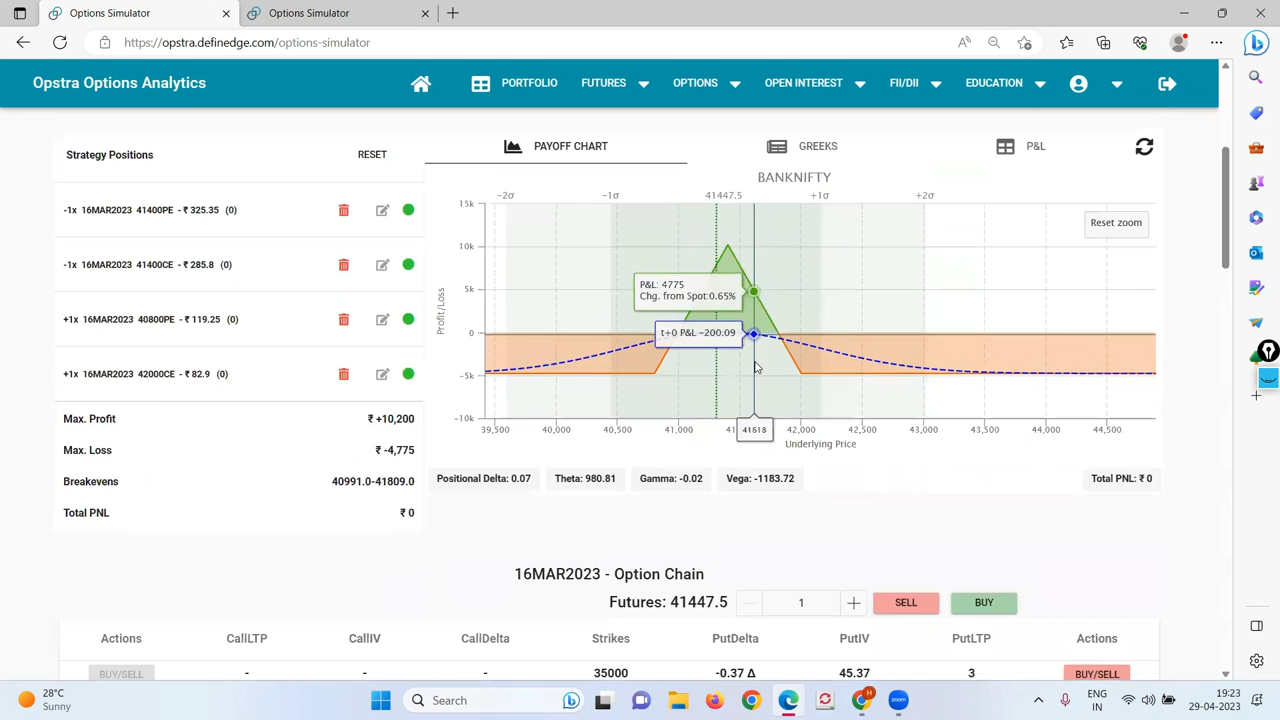 Options Simulator
Options Simulator
https://opstra.definedge.com/options-simulator
Opstra Options Analytics
PORTFOLIO
FUTURES
OPTIONS
OPEN INTEREST
FII/DI
EDUCATION
Strategy Positions
RESET
PAYOFF CHART
GREEKS
P&L
BANKNIFTY
-2σ
-1σ
41447.5
+1σ
+2σ
15k
10k
5k
0
-5k
-10k
Profit/Loss
Reset zoom
P&L: 4775
Chg. from Spot:0.65%
t+0 P&L -200.09
41618
39,500
40,000
40,500
41,000
42,000
42,500
43,000
43,500
44,000
44,500
Underlying Price
-1x 16MAR2023 41400PE - ₹ 325.35 (0)
-1x 16MAR2023 41400CE - ₹ 285.8 (0)
+1x 16MAR2023 40800PE - ₹ 119.25 (0)
+1x 16MAR2023 42000CE - ₹ 82.9 (0)
Max. Profit ₹ +10,200
Max. Loss ₹ -4,775
Breakevens 40991.0-41809.0
Total PNL ₹ 0
Positional Delta: 0.07
Theta: 980.81
Gamma: -0.02
Vega: -1183.72
Total PNL: ₹ 0
16MAR2023 - Option Chain
Futures: 41447.5
1
SELL
BUY
Actions CallLTP CallIV CallDelta Strikes PutDelta PutIV PutLTP Actions
BUY/SELL - - - 35000 -0.37 Δ 45.37 3 BUY/SELL
28°C
Sunny
Search
ENG
IN
19:23
29-04-2023